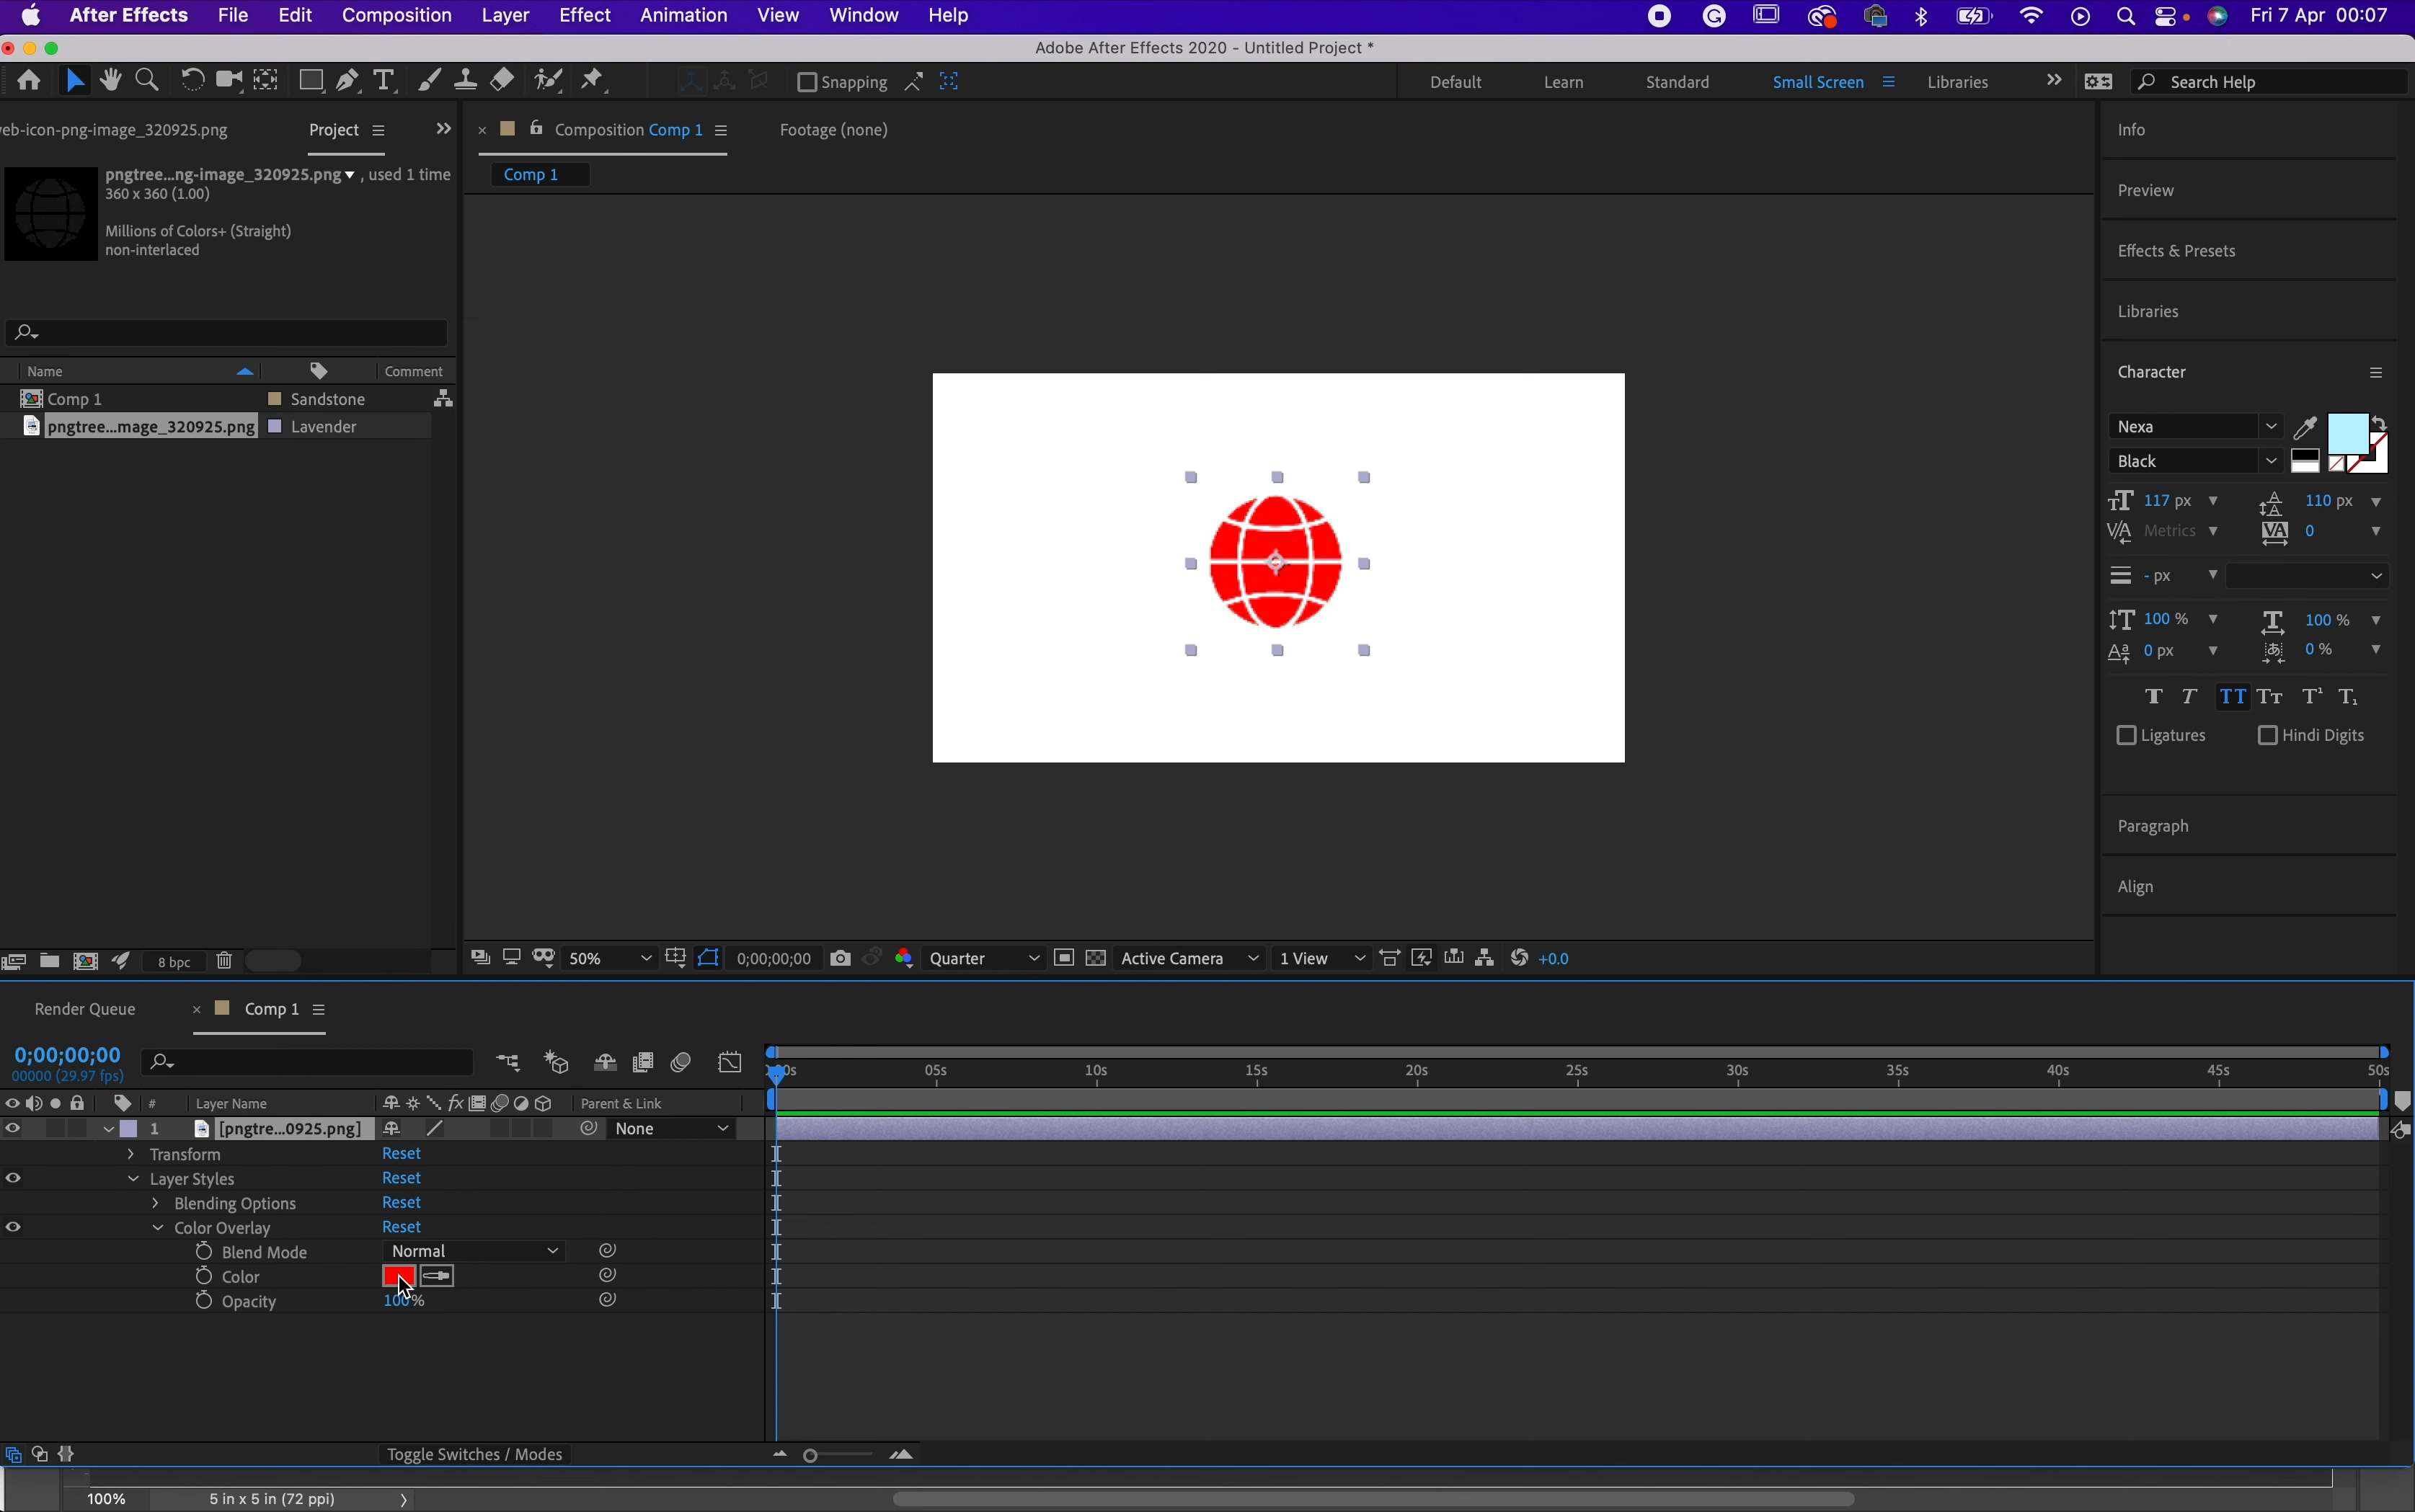 After Effects File Edit Composition Layer Effect Animation View Window Help Fri 7 Apr 00:07
Adobe After Effects 2020 - Untitled Project *
Snapping Default Learn Standard Small Screen Libraries Search Help
eb-icon-png-image_320925.png Project
pngtree...ng-image_320925.png , used 1 time
360 x 360 (1.00)
Millions of Colors+ (Straight)
non-interlaced
Name Comment
Comp 1 Sandstone
pngtree...mage_320925.png Lavender
8 bpc
Composition Comp 1 Footage (none)
Comp 1
50% 0;00;00;00 Quarter Active Camera 1 View +0.0
Info
Preview
Effects & Presets
Libraries
Character
Nexa
Black
117 px 110 px
Metrics 0
- px
100 % 100 %
0 px 0 %
Ligatures Hindi Digits
Paragraph
Align
Render Queue Comp 1
0;00;00;00
00000 (29.97 fps)
05s 10s 15s 20s 25s 30s 35s 40s 45s 50s
# Layer Name Parent & Link
1 [pngtre...0925.png] None
Transform Reset
Layer Styles Reset
Blending Options Reset
Color Overlay Reset
Blend Mode Normal
Color
Opacity 100%
Toggle Switches / Modes
100% 5 in x 5 in (72 ppi)